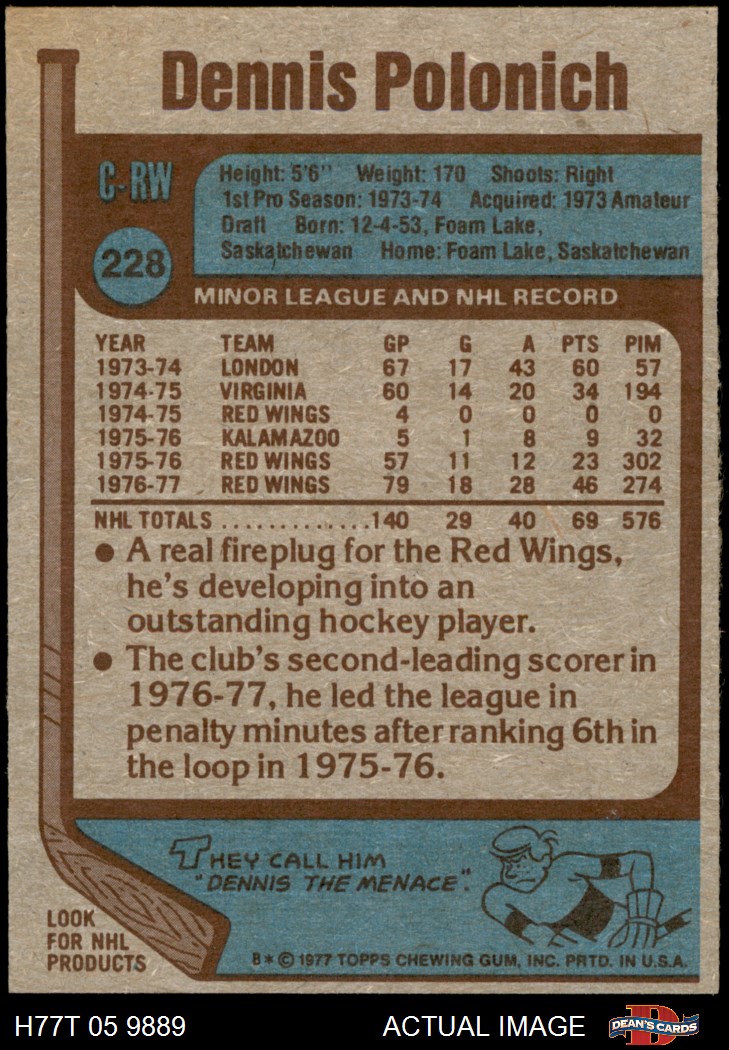 Dennis Polonich
C-RW
228
Height: 5'6" Weight: 170 Shoots: Right
1st Pro Season: 1973-74 Acquired: 1973 Amateur
Draft Born: 12-4-53, Foam Lake,
Saskatchewan Home: Foam Lake, Saskatchewan
MINOR LEAGUE AND NHL RECORD
YEAR TEAM GP G A PTS PIM
1973-74 LONDON 67 17 43 60 57
1974-75 VIRGINIA 60 14 20 34 194
1974-75 RED WINGS 4 0 0 0 0
1975-76 KALAMAZOO 5 1 8 9 32
1975-76 RED WINGS 57 11 12 23 302
1976-77 RED WINGS 79 18 28 46 274
NHL TOTALS .............140 29 40 69 576
● A real fireplug for the Red Wings,
he's developing into an
outstanding hockey player.
● The club's second-leading scorer in
1976-77, he led the league in
penalty minutes after ranking 6th in
the loop in 1975-76.
THEY CALL HIM
"DENNIS THE MENACE".
LOOK
FOR NHL
PRODUCTS
B* © 1977 TOPPS CHEWING GUM, INC. PRTD. IN U.S.A.
H77T 05 9889 ACTUAL IMAGE
D
DEAN'S CARDS